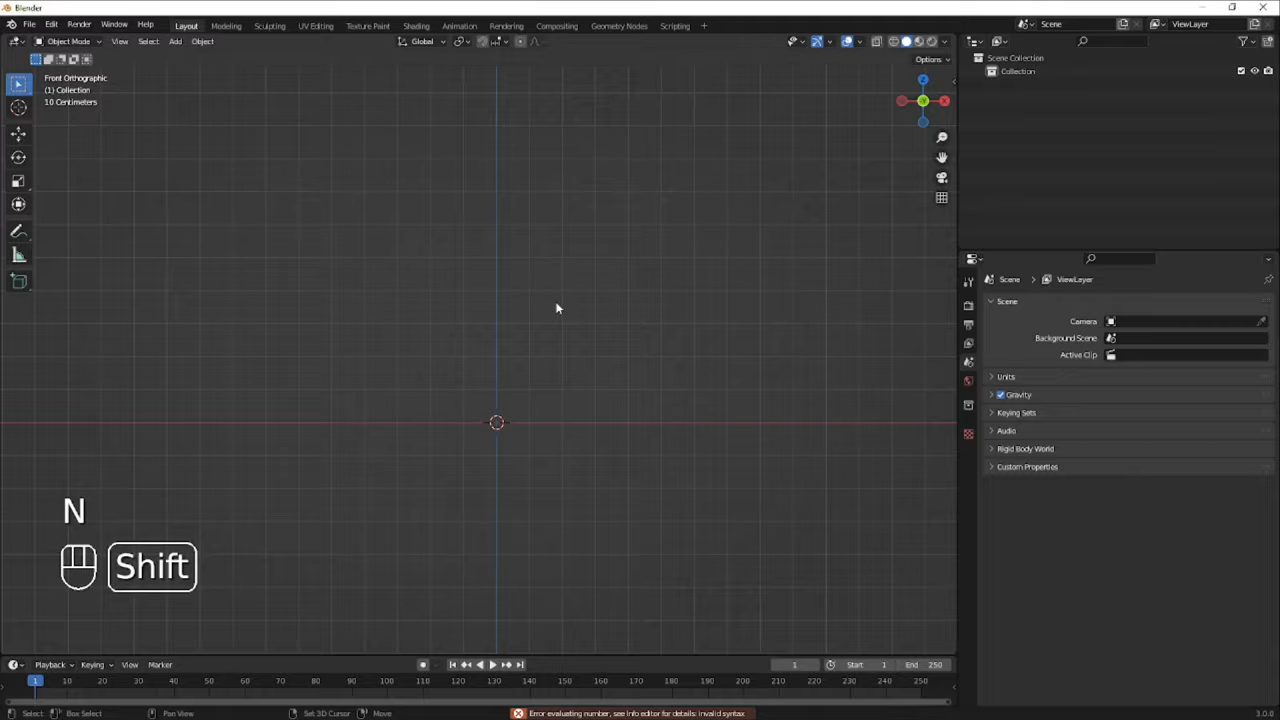 Blender
File Edit Render Window Help Layout Modeling Sculpting UV Editing Texture Paint Shading Animation Rendering Compositing Geometry Nodes Scripting + Scene ViewLayer
Object Mode View Select Add Object Global
Options
Scene Collection
Collection
Front Orthographic
(1) Collection
10 Centimeters
X
Scene > ViewLayer
Scene
Camera
Background Scene
Active Clip
Units
Gravity
Keying Sets
Audio
Rigid Body World
Custom Properties
N
Shift
Playback Keying View Marker 1 Start 1 End 250
1 10 20 30 40 50 60 70 80 90 100 110 120 130 140 150 160 170 180 190 200 210 220 230 240 250
Select Box Select Pan View Set 3D Cursor Move Error evaluating number, see Info editor for details: invalid syntax 3.0.0